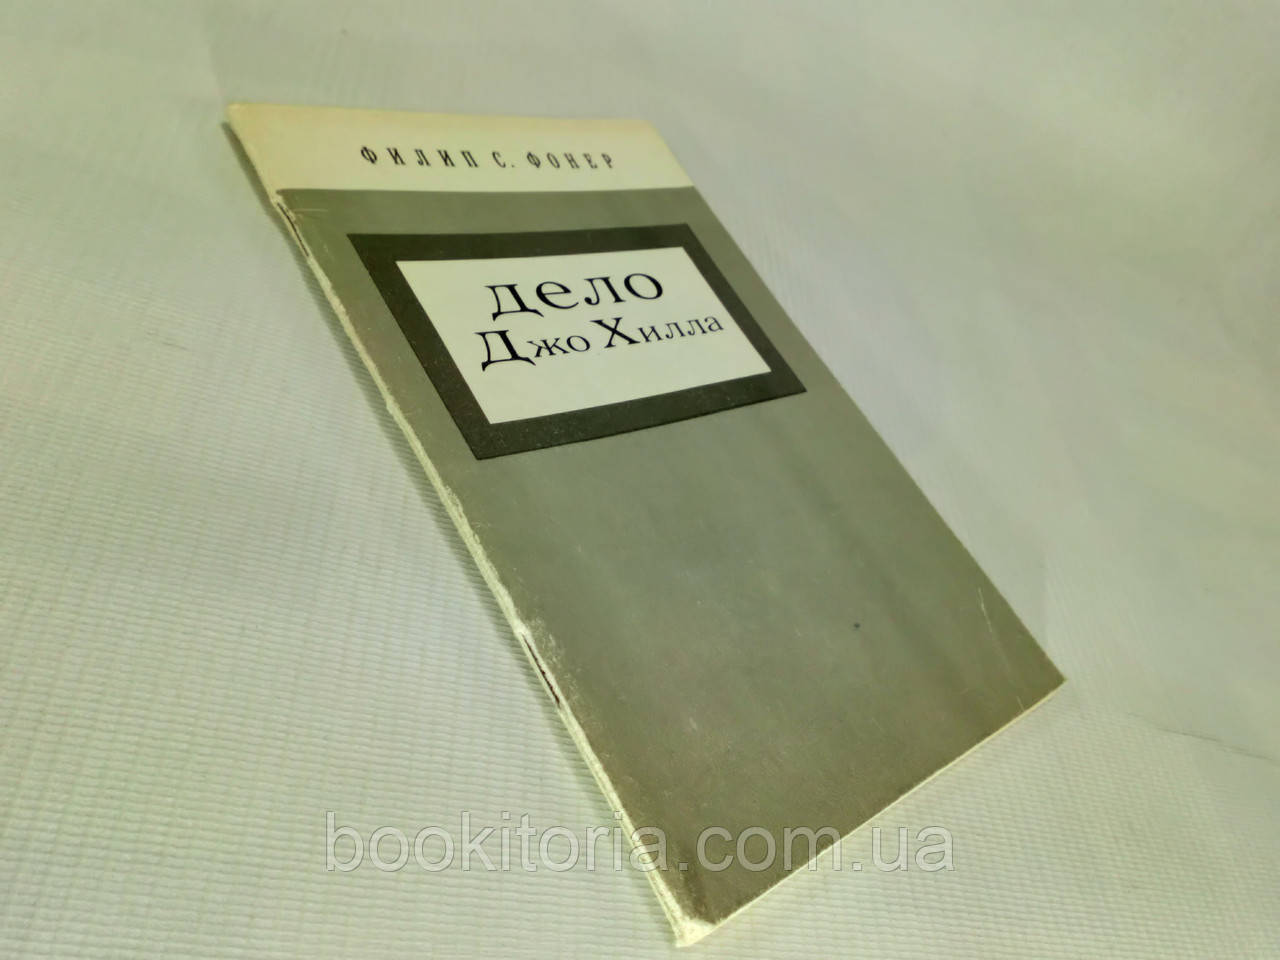 ФИЛИП С. ФОНЕР
дело
Джо Хилла
bookitoria.com.ua